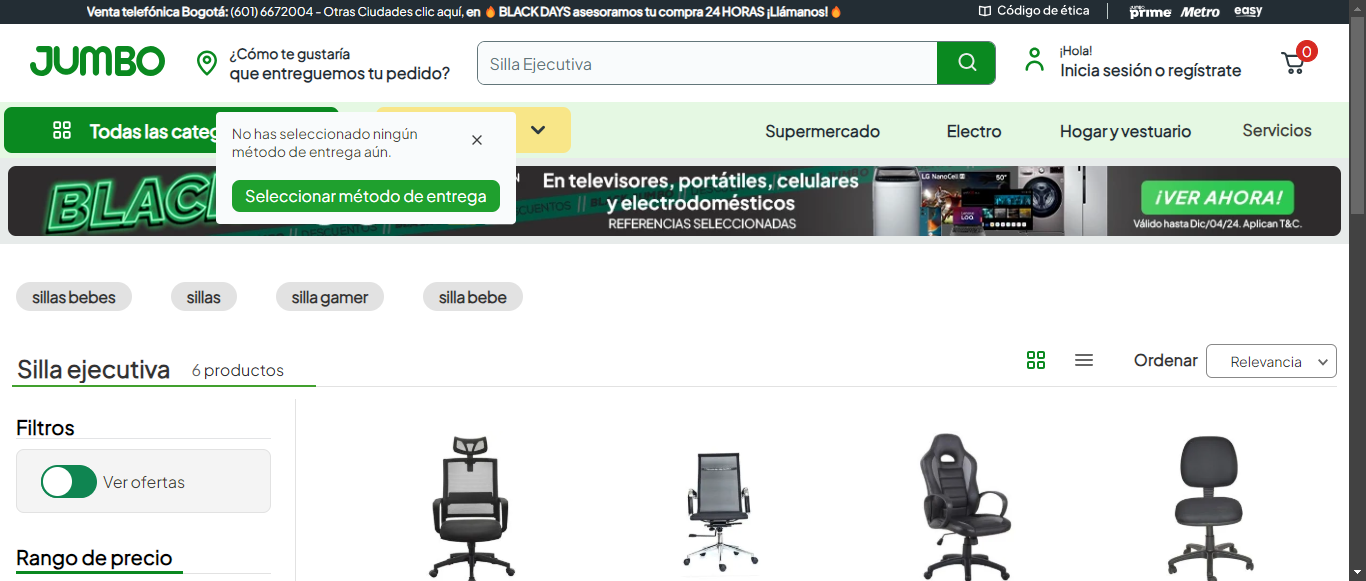 Venta telefónica Bogotá: (601) 6672004 - Otras Ciudades clic aquí, en 🔥 BLACK DAYS asesoramos tu compra 24 HORAS ¡Llámanos!🔥
Código de ética
JUMBO prime
Metro
easy
JUMBO
¿Cómo te gustaría
que entreguemos tu pedido?
Silla Ejecutiva
¡Hola!
Inicia sesión o regístrate
0
Todas las categ
No has seleccionado ningún
método de entrega aún.
Seleccionar método de entrega
Supermercado
Electro
Hogar y vestuario
Servicios
BLAC
En televisores, portátiles, celulares
y electrodomésticos
REFERENCIAS SELECCIONADAS
LG NanoCell
50"
¡VER AHORA!
Válido hasta Dic/04/24. Aplican T&C.
sillas bebes
sillas
silla gamer
silla bebe
Silla ejecutiva
6 productos
Ordenar
Relevancia
Filtros
Ver ofertas
Rango de precio